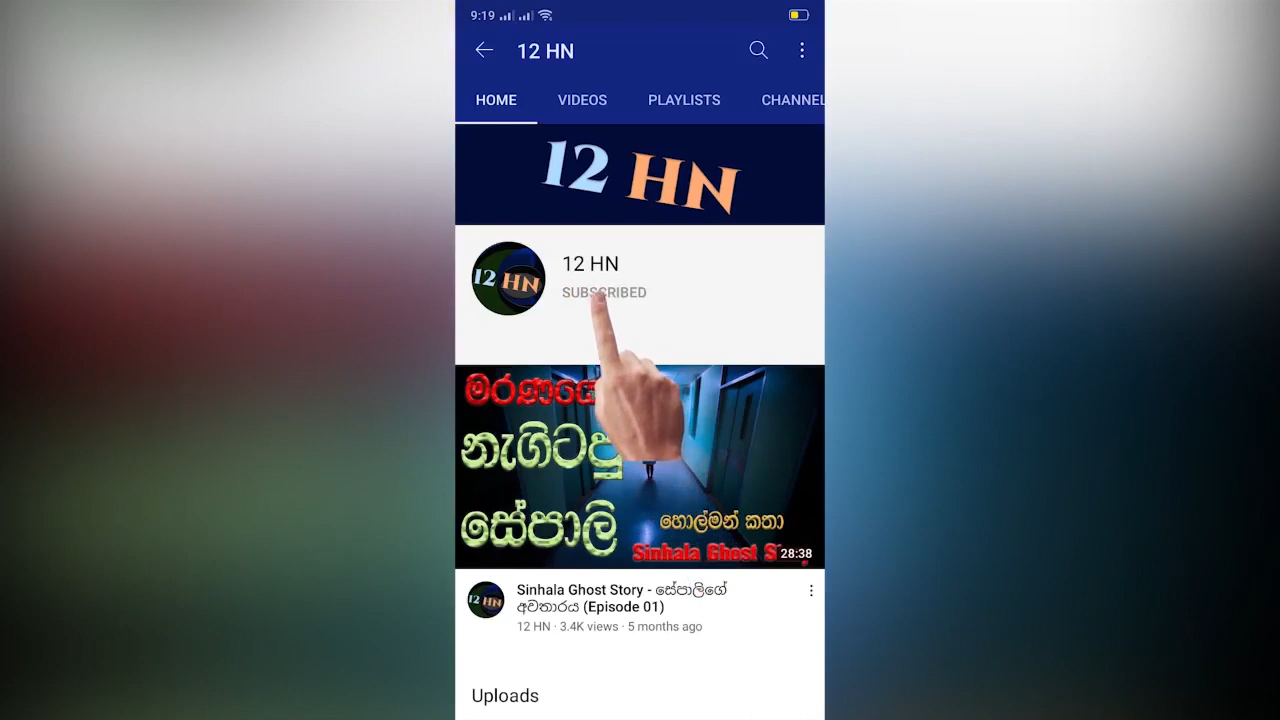 9:19
12 HN
HOME VIDEOS PLAYLISTS CHANNEL
12 HN
12 HN
12 HN
SUBSCRIBED
නැගිටපු
සේපාලි
හොල්මන් කතා
Sinhala Ghost
28:38
12 HN
Sinhala Ghost Story - සේපාලිගේ
අවතාරය (Episode 01)
12 HN · 3.4K views · 5 months ago
Uploads